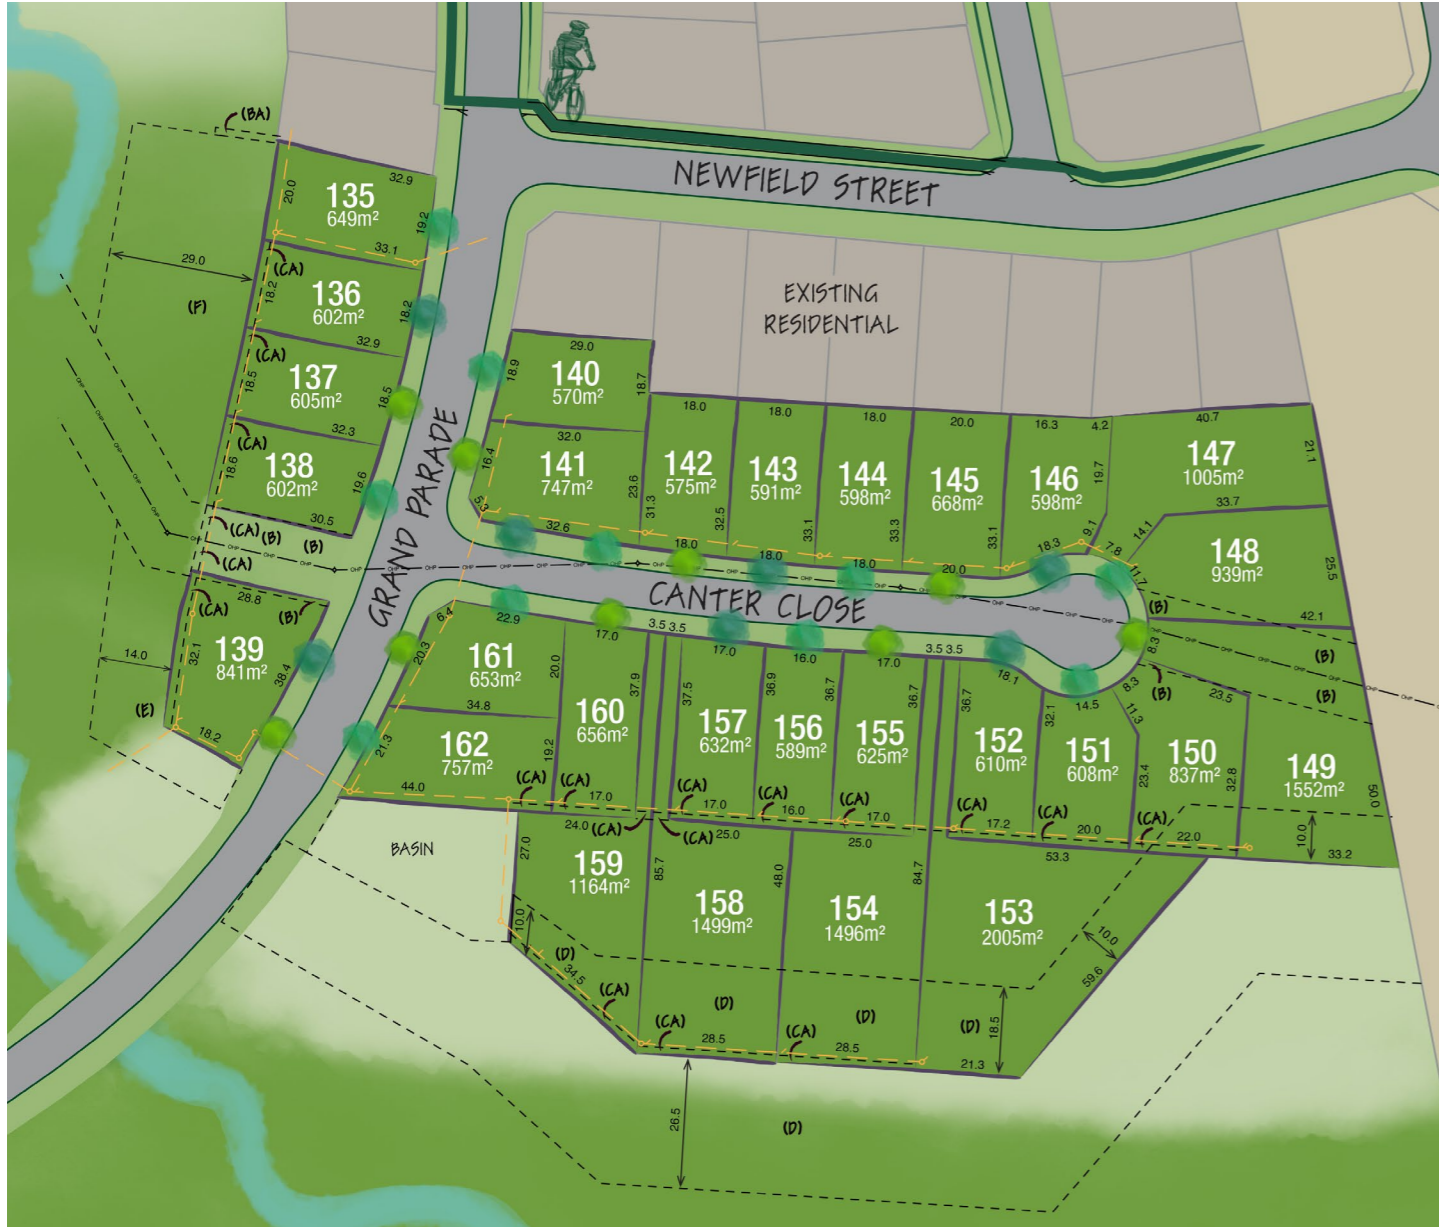 (BA)
NEWFIELD STREET
32.9
20.0
135
649m²
19.2
33.1
29.0
(F)
(CA)
18.2
136
602m²
18.2
32.9
(CA)
18.5
137
605m²
18.5
32.3
(CA)
18.6
138
602m²
19.6
30.5
(CA)
(B)
(B)
(CA)
28.8
(CA)
(B)
32.1
139
841m²
38.4
14.0
(E)
18.2
GRAND PARADE
EXISTING
RESIDENTIAL
29.0
18.9
140
570m²
18.7
32.0
16.4
141
747m²
23.6
5.3
32.6
18.0
31.3
142
575m²
32.5
18.0
18.0
143
591m²
33.1
18.0
18.0
144
598m²
33.3
18.0
20.0
145
668m²
33.1
20.0
16.3
4.2
146
598m²
19.7
9.1
18.3
40.7
147
1005m²
21.1
33.7
14.1
7.8
148
939m²
25.5
11.7
42.1
(B)
8.3
(B)
(B)
CANTER CLOSE
OHP
OHP
OHP
OHP
OHP
OHP
6.4
22.9
20.3
161
653m²
20.0
34.8
21.3
162
757m²
19.2
44.0
(CA)
17.0
160
656m²
37.9
(CA)
17.0
3.5 3.5
17.0
37.5
157
632m²
(CA)
17.0
16.0
36.9
156
589m²
36.7
(CA)
16.0
17.0
155
625m²
36.7
(CA)
17.0
3.5 3.5
18.1
36.7
152
610m²
(CA)
17.2
14.5
32.1
151
608m²
11.3
23.4
(CA)
20.0
8.3
(B)
23.5
150
837m²
32.8
(CA)
22.0
149
1552m²
50.0
10.0
33.2
BASIN
24.0
(CA)
27.0
159
1164m²
85.7
10.0
(D)
34.5
(CA)
(CA)
25.0
158
1499m²
48.0
(D)
(CA)
28.5
25.0
154
1496m²
84.7
(D)
(CA)
28.5
53.3
153
2005m²
10.0
59.6
(D)
18.5
21.3
26.5
(D)